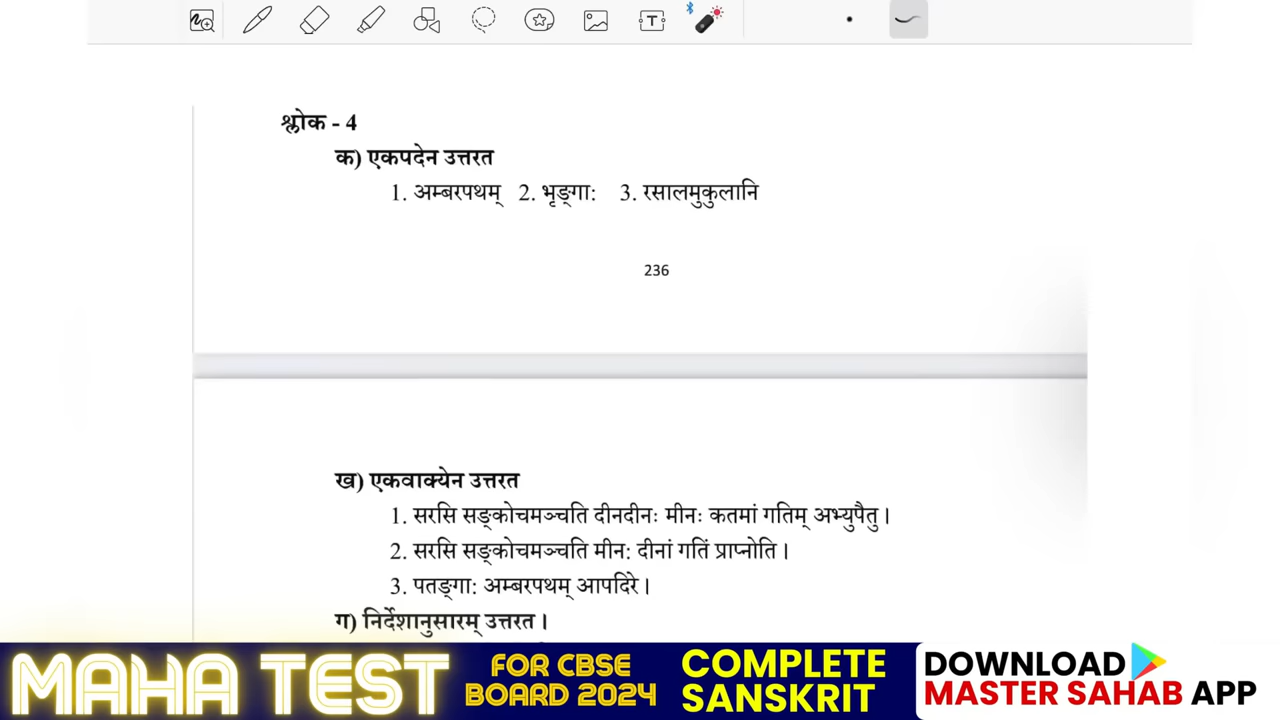 श्लोक - 4
क) एकपदेन उत्तरत
1. अम्बरपथम् 2. भृङ्गा: 3. रसालमुकुलानि
236
ख) एकवाक्येन उत्तरत
1. सरसि सङ्कोचमञ्चति दीनदीनः मीनः कतमां गतिम् अभ्युपैतु।
2. सरसि सङ्कोचमञ्चति मीन: दीनां गतिं प्राप्नोति।
3. पतङ्गा: अम्बरपथम् आपदिरे।
ग) निर्देशानुसारम् उत्तरत।
MAHA TEST
FOR CBSE
BOARD 2024
COMPLETE
SANSKRIT
DOWNLOAD
MASTER SAHAB APP